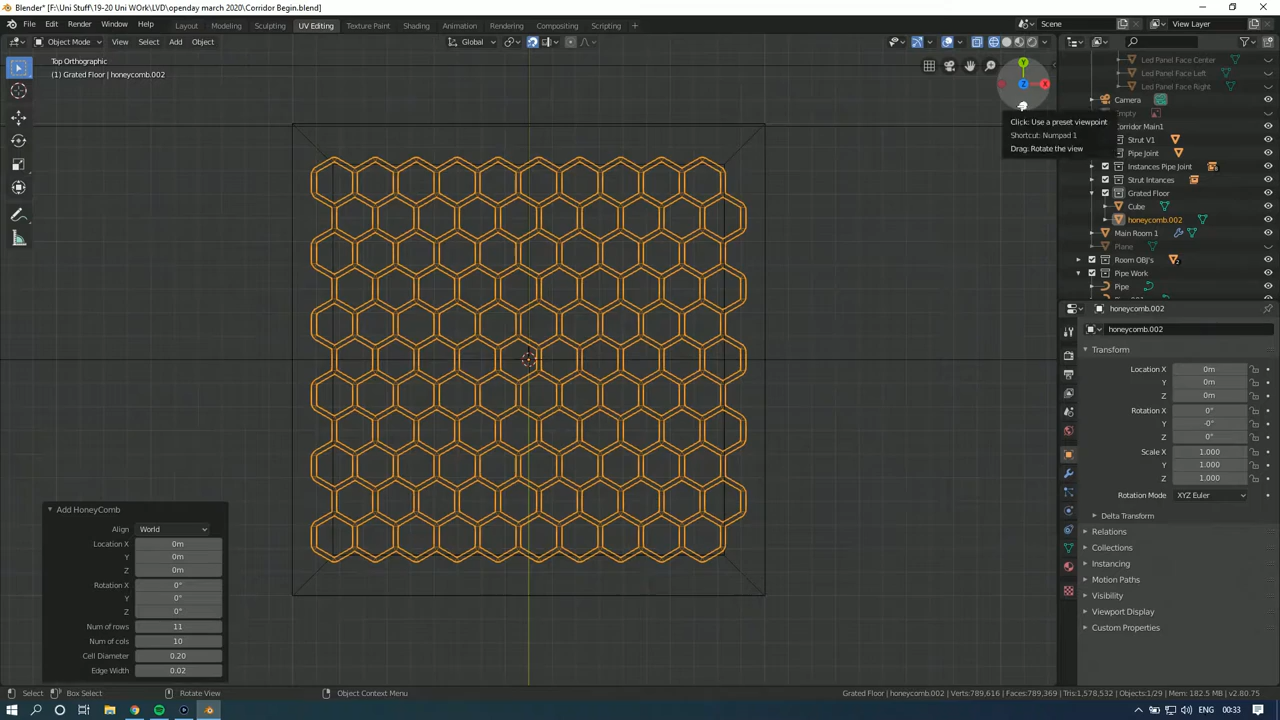 Blender* [F:\Uni Stuff\19-20 Uni WOrk\LVD\openday march 2020\Corridor Begin.blend]
File Edit Render Window Help Layout Modeling Sculpting UV Editing Texture Paint Shading Animation Rendering Compositing Scripting + Scene View Layer
Object Mode View Select Add Object Global
Top Orthographic
(1) Grated Floor | honeycomb.002
Y
X
Z
Click: Use a preset viewpoint
Shortcut: Numpad 1
Drag: Rotate the view
Led Panel Face Center
Led Panel Face Left
Led Panel Face Right
Camera
Empty
Corridor Main1
Strut V1
Pipe Joint
Instances Pipe Joint
Strut Intances
Grated Floor
Cube
honeycomb.002
Main Room 1
Plane
Room OBJ's
Pipe Work
Pipe
honeycomb.002
honeycomb.002
Transform
Location X 0m
Y 0m
Z 0m
Rotation X 0°
Y -0°
Z 0°
Scale X 1.000
Y 1.000
Z 1.000
Rotation Mode XYZ Euler
Delta Transform
Relations
Collections
Instancing
Motion Paths
Visibility
Viewport Display
Custom Properties
Add HoneyComb
Align World
Location X 0m
Y 0m
Z 0m
Rotation X 0°
Y 0°
Z 0°
Num of rows 11
Num of cols 10
Cell Diameter 0.20
Edge Width 0.02
Select Box Select Rotate View Object Context Menu Grated Floor | honeycomb.002 | Verts:789,616 | Faces:789,369 | Tris:1,578,532 | Objects:1/29 | Mem: 182.5 MB | v2.80.75
ENG 00:33